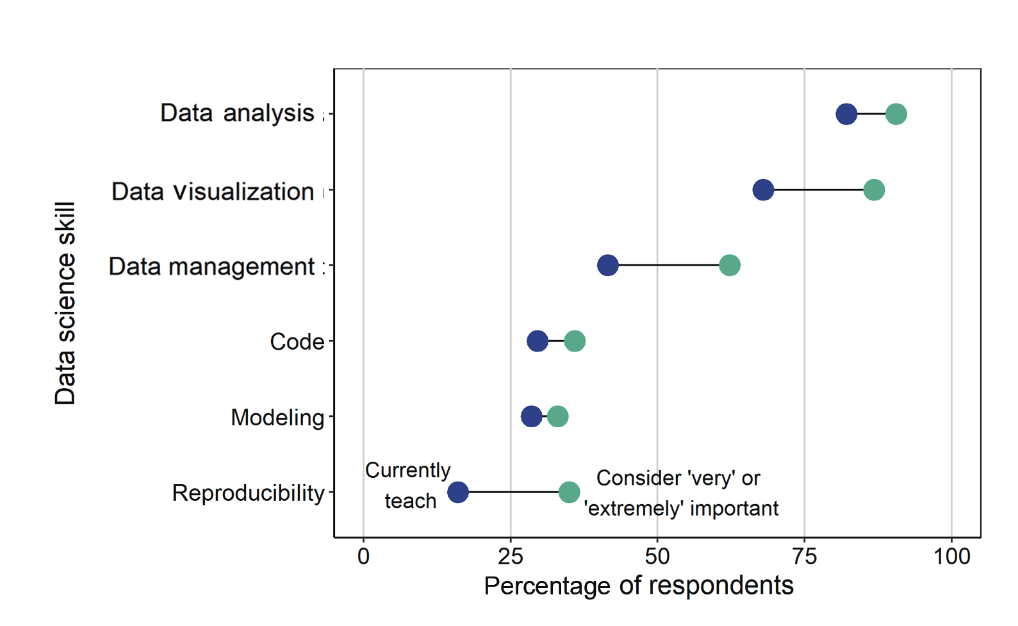 Data analysis
Data visualization
Data management
Code
Modeling
Reproducibility
Data science skill
Currently
teach
Consider 'very' or
'extremely' important
0 25 50 75 100
Percentage of respondents